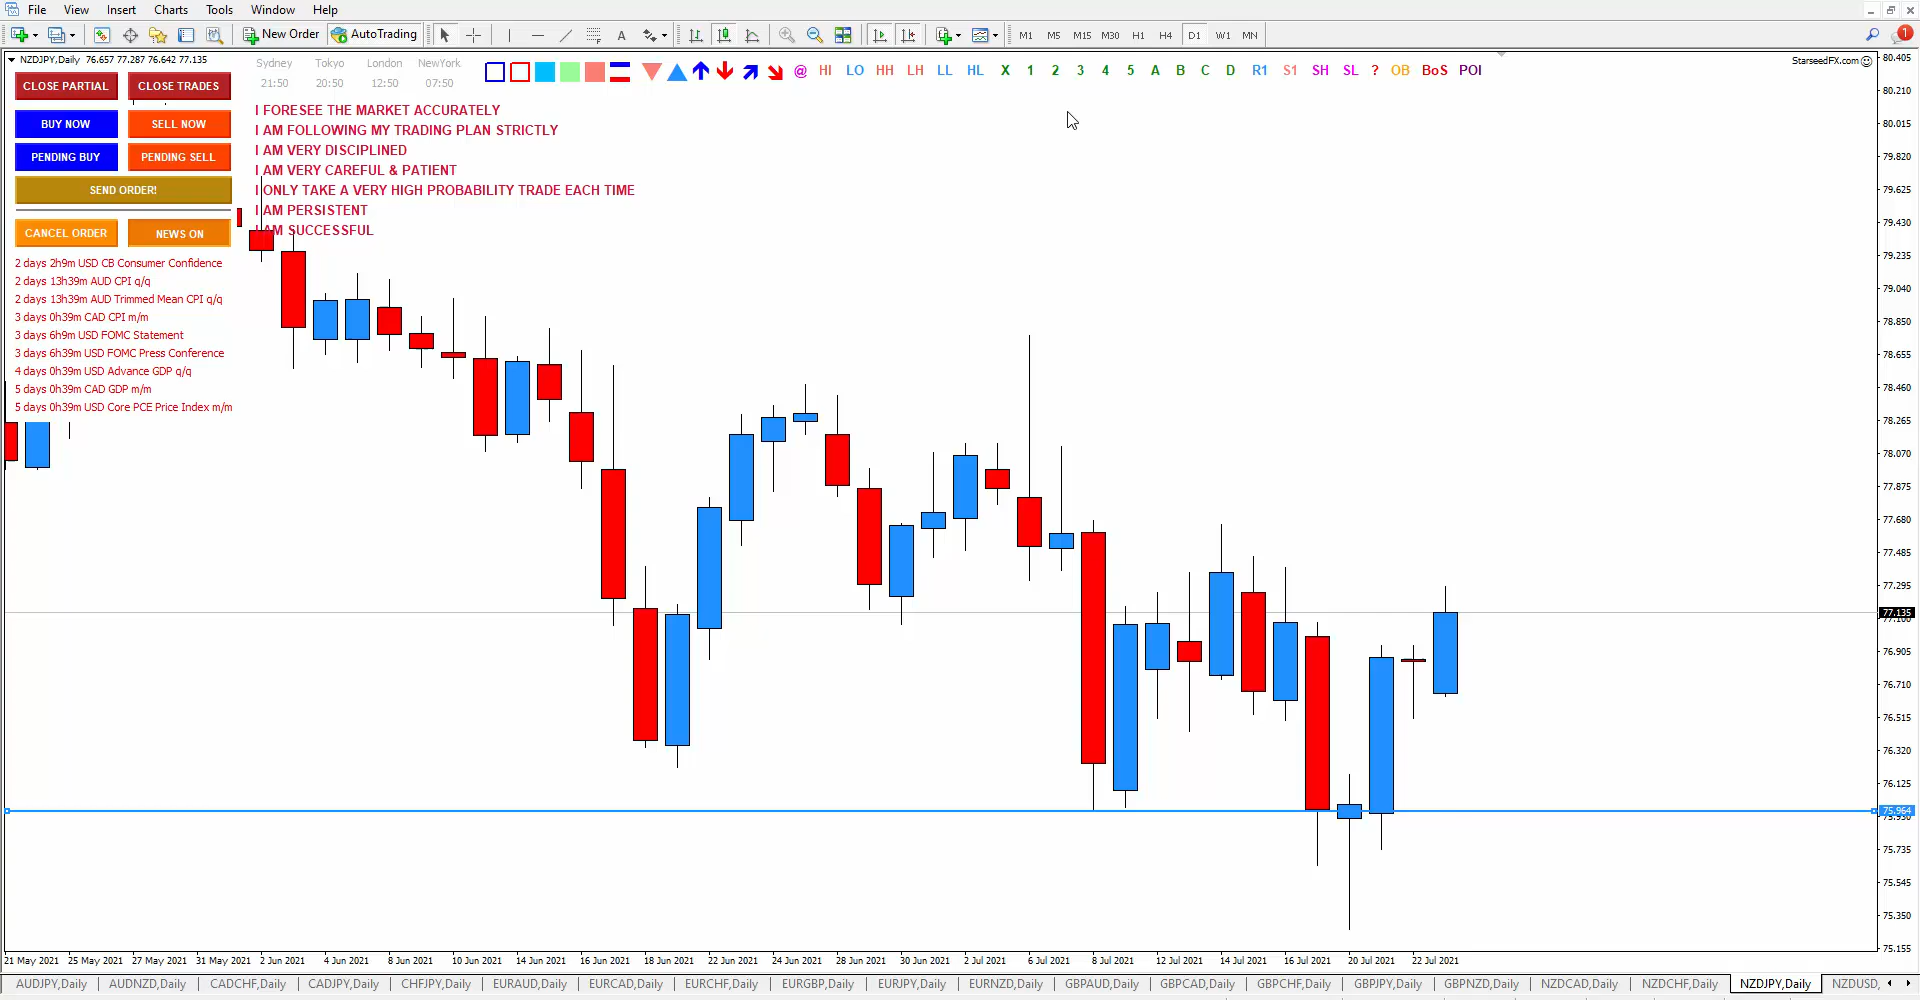 File View Insert Charts Tools Window Help
New Order AutoTrading A M1 M5 M15 M30 H1 H4 D1 W1 MN 1
NZDJPY,Daily 76.657 77.287 76.642 77.135
Sydney Tokyo London NewYork
21:50 20:50 12:50 07:50
@ HI LO HH LH LL HL X 1 2 3 4 5 A B C D R1 S1 SH SL ? OB BoS POI
StarseedFX.com
CLOSE PARTIAL CLOSE TRADES
BUY NOW SELL NOW
PENDING BUY PENDING SELL
SEND ORDER!
CANCEL ORDER NEWS ON
I FORESEE THE MARKET ACCURATELY
I AM FOLLOWING MY TRADING PLAN STRICTLY
I AM VERY DISCIPLINED
I AM VERY CAREFUL & PATIENT
I ONLY TAKE A VERY HIGH PROBABILITY TRADE EACH TIME
I AM PERSISTENT
I AM SUCCESSFUL
2 days 2h9m USD CB Consumer Confidence
2 days 13h39m AUD CPI q/q
2 days 13h39m AUD Trimmed Mean CPI q/q
3 days 0h39m CAD CPI m/m
3 days 6h9m USD FOMC Statement
3 days 6h39m USD FOMC Press Conference
4 days 0h39m USD Advance GDP q/q
5 days 0h39m CAD GDP m/m
5 days 0h39m USD Core PCE Price Index m/m
80.405
80.210
80.015
79.820
79.625
79.430
79.235
79.040
78.850
78.655
78.460
78.265
78.070
77.875
77.680
77.485
77.295
77.135
77.100
76.905
76.710
76.515
76.320
76.125
75.964
75.930
75.735
75.545
75.350
75.155
21 May 2021 25 May 2021 27 May 2021 31 May 2021 2 Jun 2021 4 Jun 2021 8 Jun 2021 10 Jun 2021 14 Jun 2021 16 Jun 2021 18 Jun 2021 22 Jun 2021 24 Jun 2021 28 Jun 2021 30 Jun 2021 2 Jul 2021 6 Jul 2021 8 Jul 2021 12 Jul 2021 14 Jul 2021 16 Jul 2021 20 Jul 2021 22 Jul 2021
AUDJPY,Daily AUDNZD,Daily CADCHF,Daily CADJPY,Daily CHFJPY,Daily EURAUD,Daily EURCAD,Daily EURCHF,Daily EURGBP,Daily EURJPY,Daily EURNZD,Daily GBPAUD,Daily GBPCAD,Daily GBPCHF,Daily GBPJPY,Daily GBPNZD,Daily NZDCAD,Daily NZDCHF,Daily NZDJPY,Daily NZDUSD,